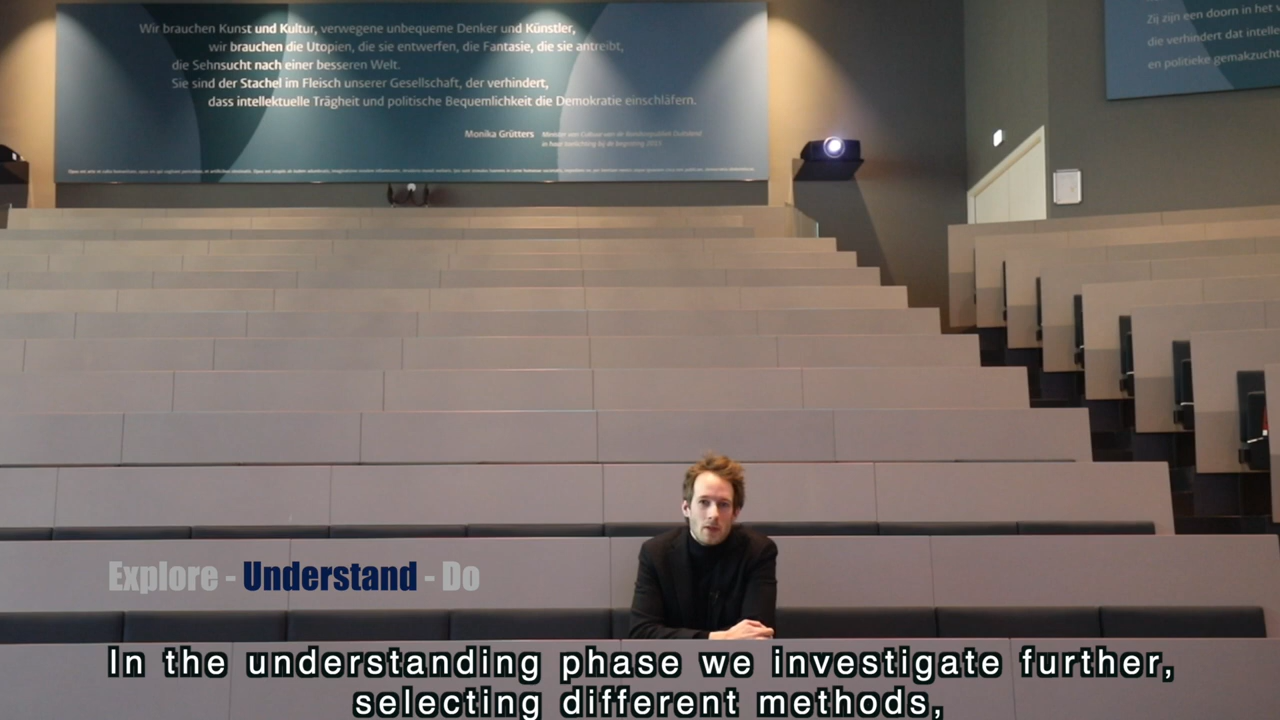 Wir brauchen Kunst und Kultur, verwegene unbequeme Denker und Künstler,
wir brauchen die Utopien, die sie entwerfen, die Fantasie, die sie antreibt,
die Sehnsucht nach einer besseren Welt.
Sie sind der Stachel im Fleisch unserer Gesellschaft, der verhindert,
dass intellektuelle Trägheit und politische Bequemlichkeit die Demokratie einschläfern.
Monika Grütters
Zij zijn een doorn in het
die verhindert dat intelle
en politieke gemakzucht
Explore - Understand - Do
In the understanding phase we investigate further,
selecting different methods,